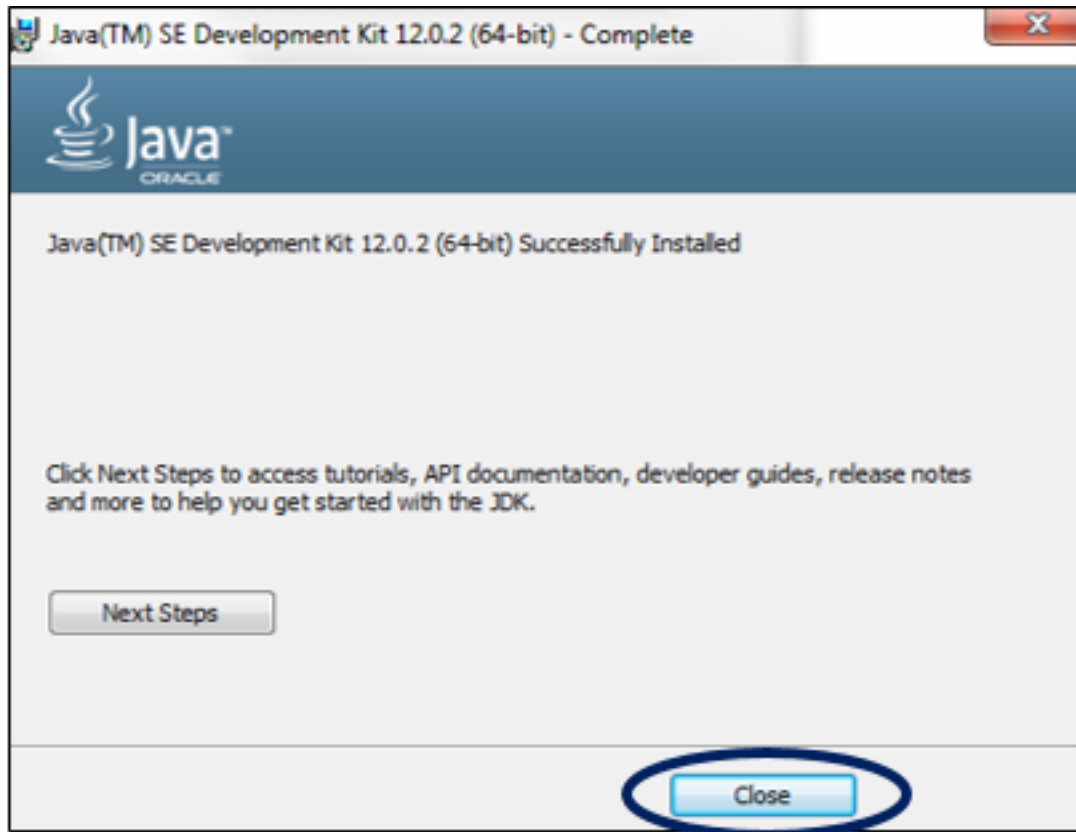 Java(TM) SE Development Kit 12.0.2 (64-bit) - Complete
Java™
ORACLE
Java(TM) SE Development Kit 12.0.2 (64-bit) Successfully Installed
Click Next Steps to access tutorials, API documentation, developer guides, release notes
and more to help you get started with the JDK.
Next Steps
Close